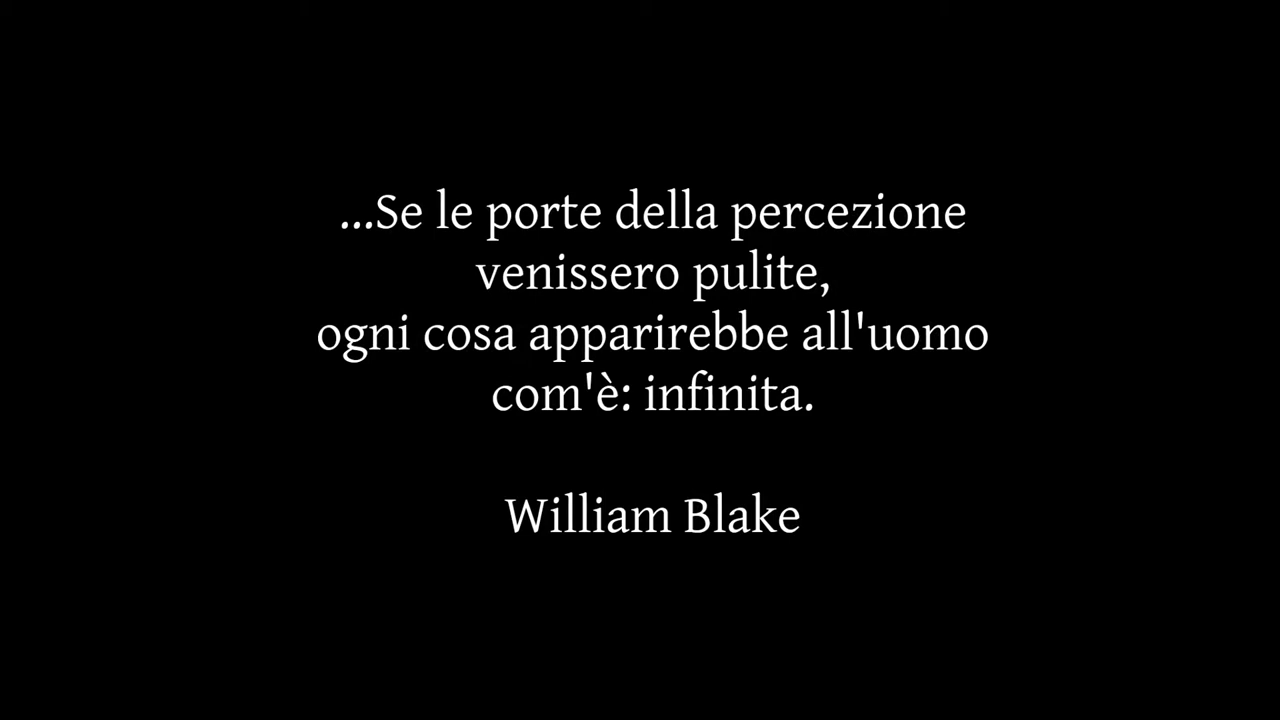 ...Se le porte della percezione
venissero pulite,
ogni cosa apparirebbe all'uomo
com'è: infinita.
William Blake